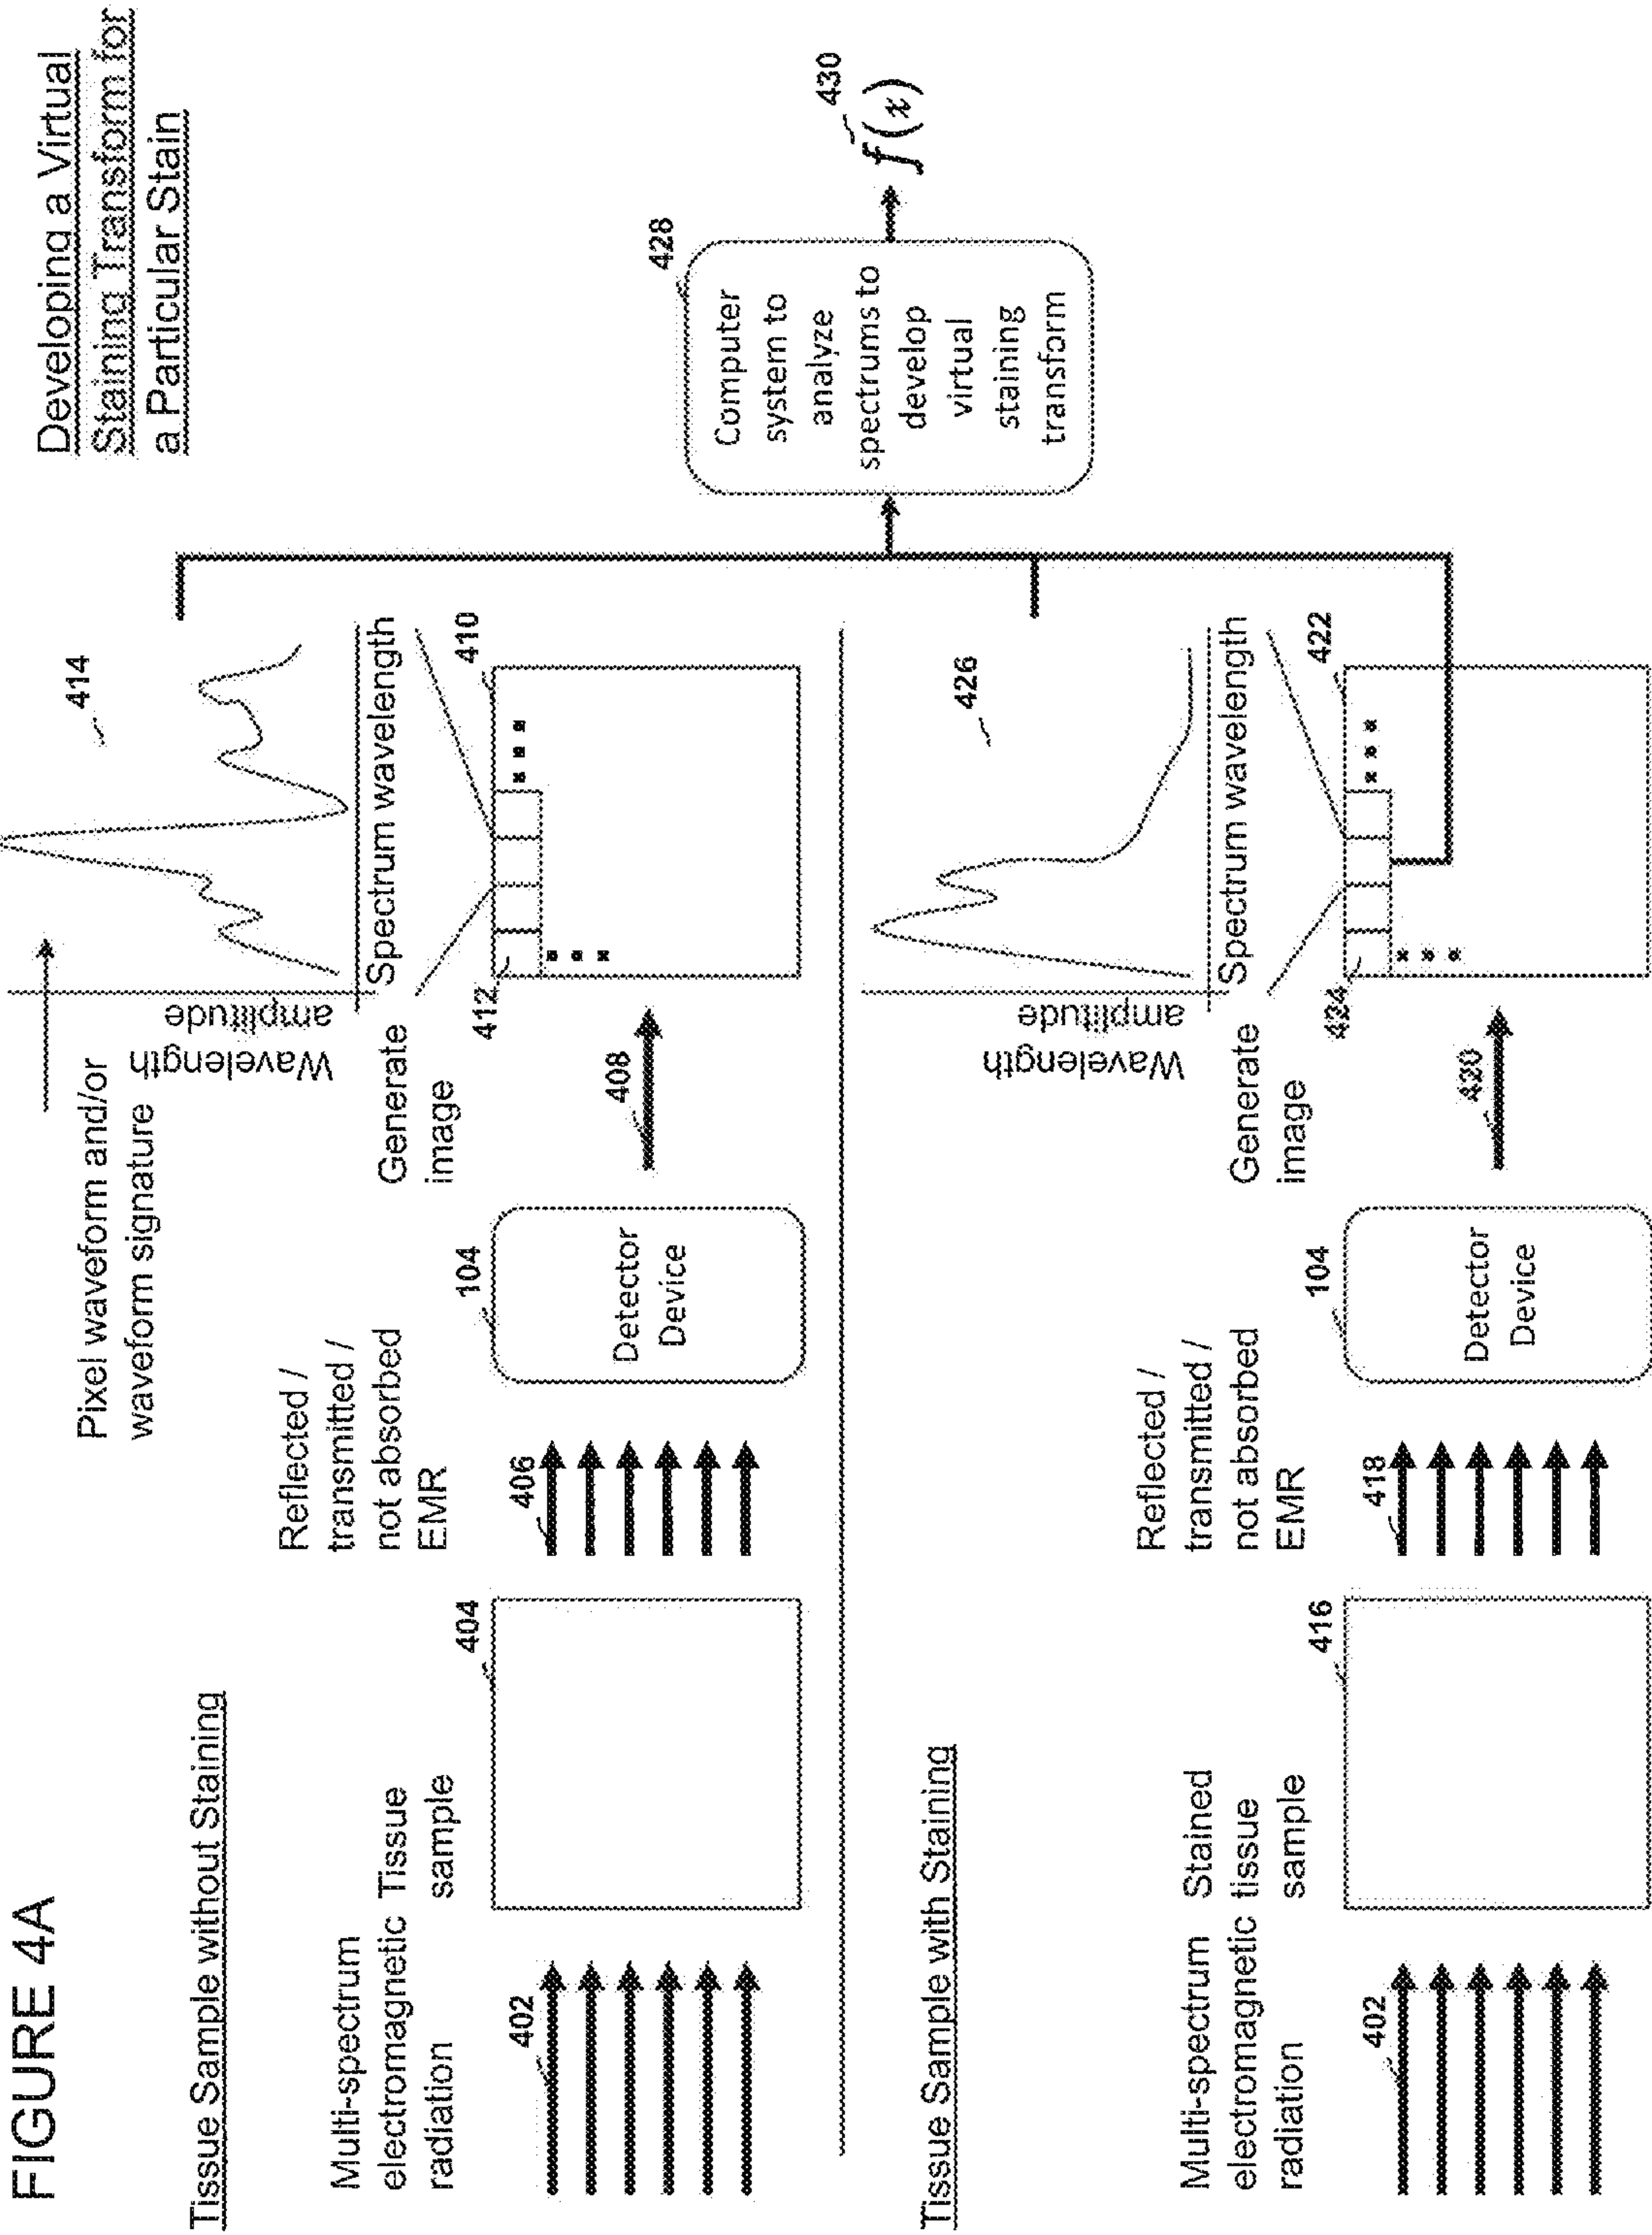 FIGURE 4A
Developing a Virtual
Staining Transform for
a Particular Stain
Tissue Sample without Staining
Pixel waveform and/or
waveform signature
414
Wavelength
amplitude
Spectrum wavelength
Multi-spectrum
electromagnetic
radiation
402
Tissue
sample
404
Reflected /
transmitted /
not absorbed
EMR
406
104
Detector
Device
Generate
image
408
412
410
Tissue Sample with Staining
426
Wavelength
amplitude
Spectrum wavelength
Multi-spectrum
electromagnetic
radiation
402
Stained
tissue
sample
416
Reflected /
transmitted /
not absorbed
EMR
418
104
Detector
Device
Generate
image
420
424
422
428
Computer
system to
analyze
spectrums to
develop
virtual
staining
transform
430
f(x)